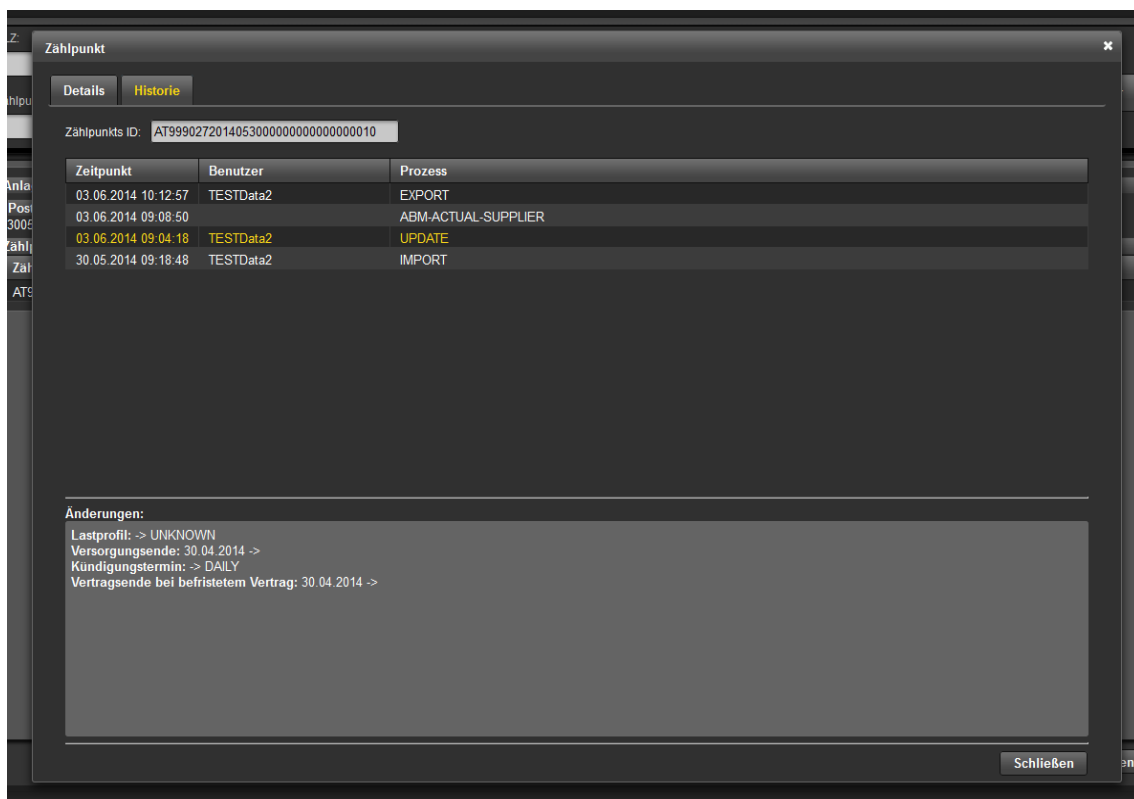 LZ:
Zählpunkt
Details Historie
Zählpunkts ID: AT9990272014053000000000000000010
Zeitpunkt Benutzer Prozess
03.06.2014 10:12:57 TESTData2 EXPORT
03.06.2014 09:08:50 ABM-ACTUAL-SUPPLIER
03.06.2014 09:04:18 TESTData2 UPDATE
30.05.2014 09:18:48 TESTData2 IMPORT
Änderungen:
Lastprofil: -> UNKNOWN
Versorgungsende: 30.04.2014 ->
Kündigungstermin: -> DAILY
Vertragsende bei befristetem Vertrag: 30.04.2014 ->
Schließen